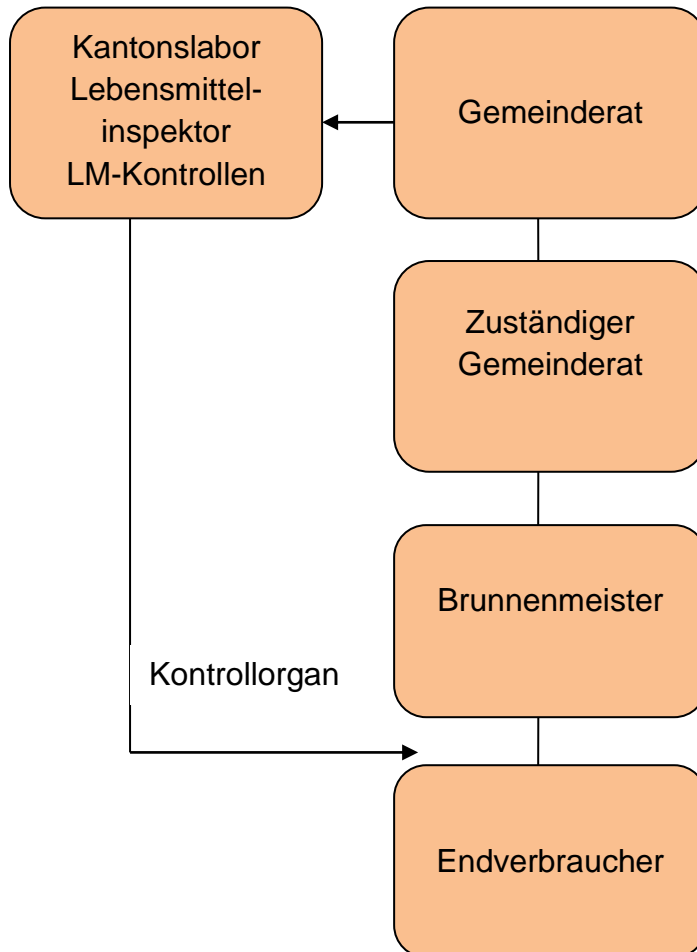 Kantonslabor
Lebensmittel-
inspektor
LM-Kontrollen
Gemeinderat
Zuständiger
Gemeinderat
Brunnenmeister
Kontrollorgan
Endverbraucher